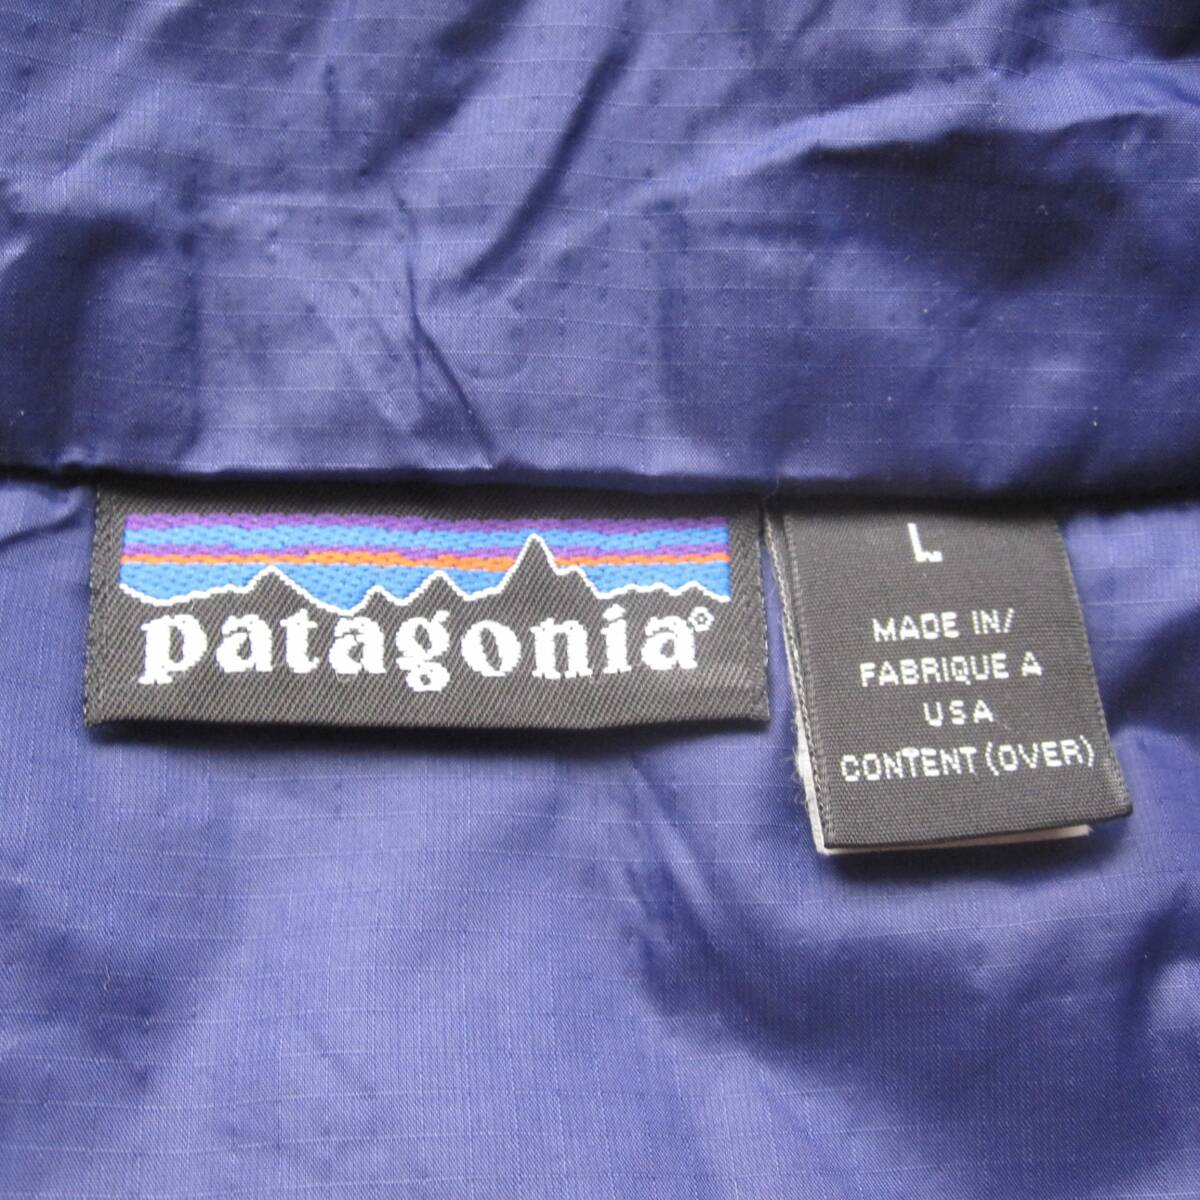 patagonia®
L
MADE IN/
FABRIQUE A
USA
CONTENT (OVER)